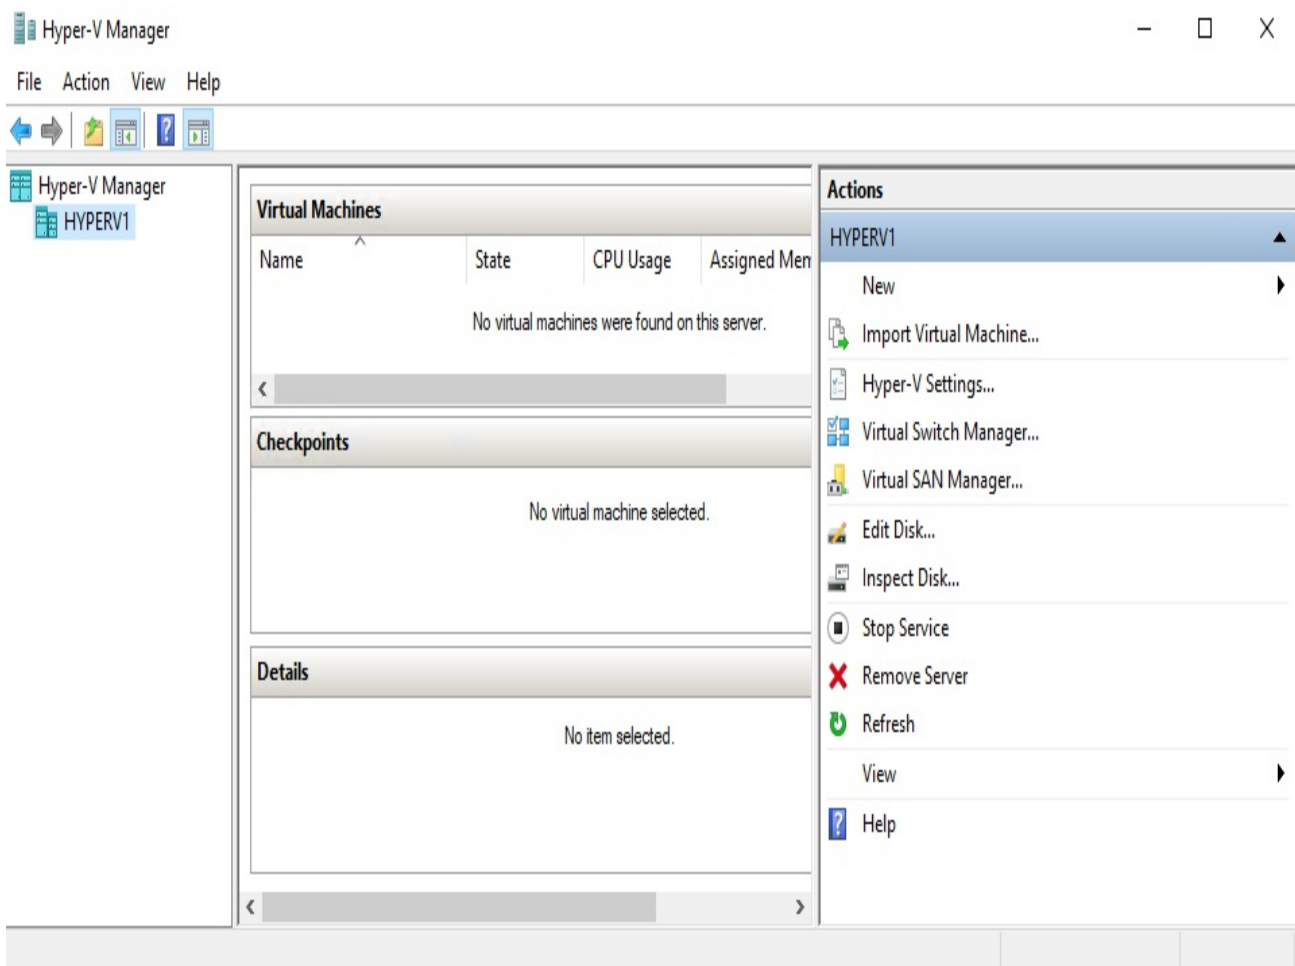 Hyper-V Manager
File Action View Help
Hyper-V Manager
HYPERV1
Virtual Machines
Name State CPU Usage Assigned Mem
No virtual machines were found on this server.
Checkpoints
No virtual machine selected.
Details
No item selected.
Actions
HYPERV1
New
Import Virtual Machine...
Hyper-V Settings...
Virtual Switch Manager...
Virtual SAN Manager...
Edit Disk...
Inspect Disk...
Stop Service
Remove Server
Refresh
View
Help